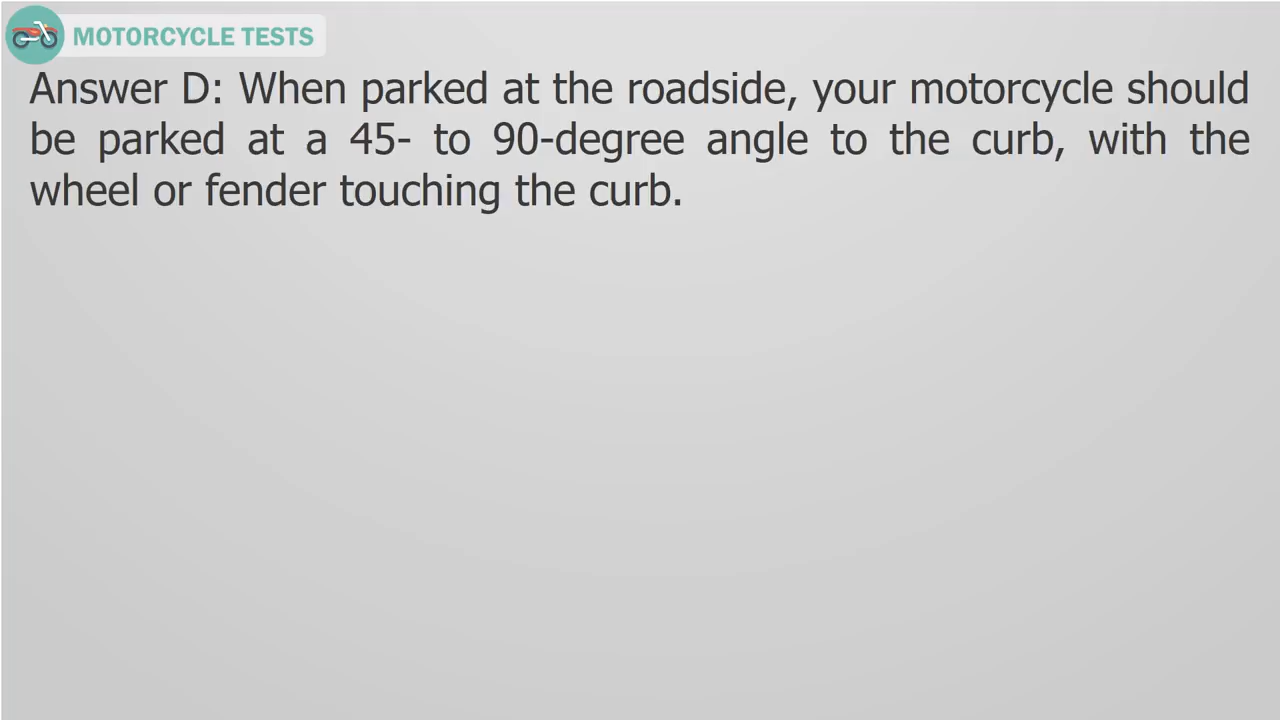 MOTORCYCLE TESTS
Answer D: When parked at the roadside, your motorcycle should
be parked at a 45- to 90-degree angle to the curb, with the
wheel or fender touching the curb.